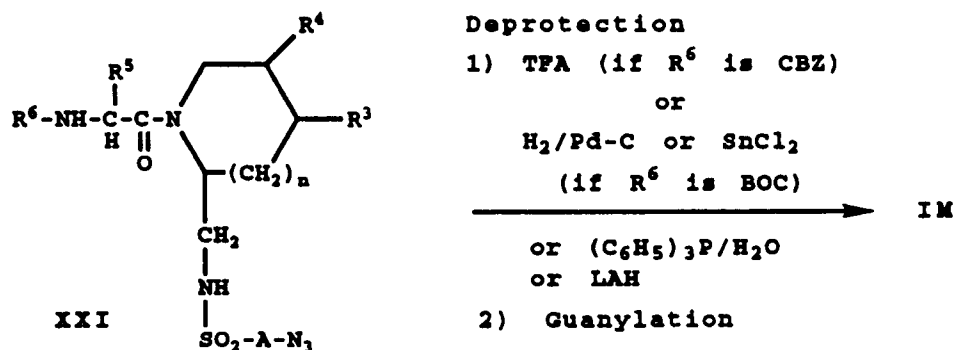 R⁶-NH-C-C-N
R⁵
H
O
R⁴
R³
(CH₂)ₙ
CH₂
NH
SO₂-A-N₃
XXI
Deprotection
1) TFA (if R⁶ is CBZ)
or
H₂/Pd-C or SnCl₂
(if R⁶ is BOC)
or (C₆H₅)₃P/H₂O
or LAH
2) Guanylation
IM